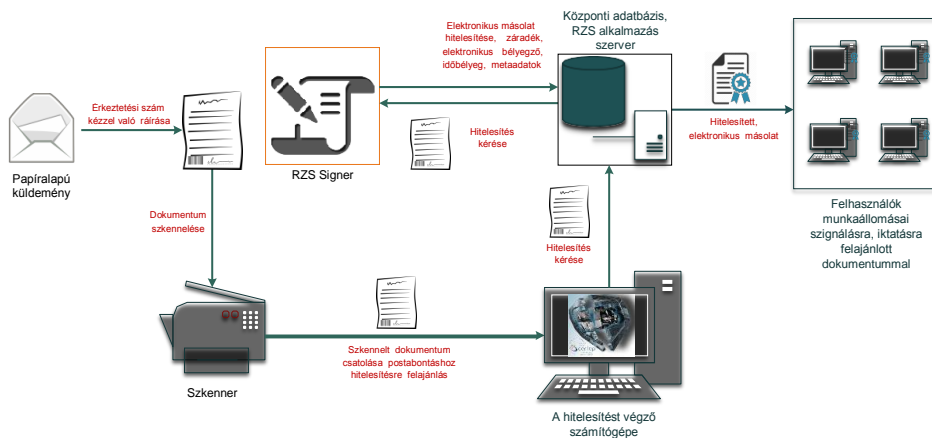 Papíralapú
küldemény
Érkeztetési szám
kézzel való ráírása
Dokumentum
szkennelése
Szkenner
Szkennelt dokumentum
csatolása postabontáshoz
hitelesítésre felajánlás
A hitelesítést végző
számítógépe
Hitelesítés
kérése
RZS Signer
Elektronikus másolat
hitelesítése, záradék,
elektronikus bélyegző,
időbélyeg, metaadatok
Hitelesítés
kérése
Központi adatbázis,
RZS alkalmazás
szerver
Hitelesített,
elektronikus másolat
Felhasználók
munkaállomásai
szignálásra, iktatásra
felajánlott
dokumentummal